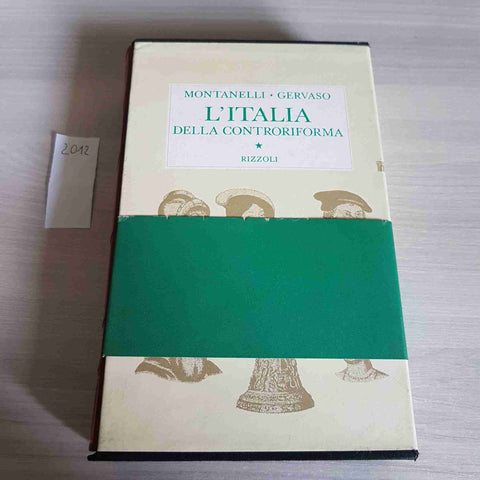 MONTANELLI · GERVASO
L'ITALIA
DELLA CONTRORIFORMA
★
RIZZOLI
2012